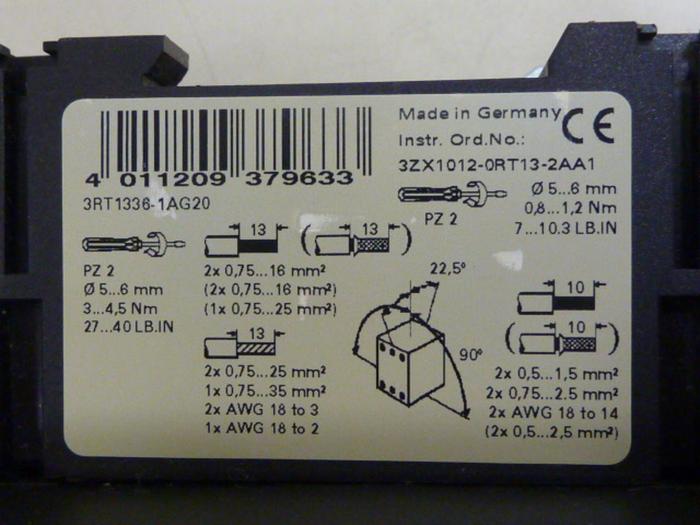 Made in Germany CE
Instr. Ord.No.:
3ZX1012-0RT13-2AA1
4 011209 379633
3RT1336-1AG20
PZ 2
Ø 5...6 mm
0,8...1,2 Nm
7...10.3 LB.IN
13
( 13 )
PZ 2
Ø 5...6 mm
3...4,5 Nm
27...40 LB.IN
2x 0,75...16 mm²
(2x 0,75...16 mm²)
(1x 0,75...25 mm²)
13
2x 0,75...25 mm²
1x 0,75...35 mm²
2x AWG 18 to 3
1x AWG 18 to 2
22,5°
90°
10
( 10 )
2x 0,5...1,5 mm²
2x 0,75...2.5 mm²
2x AWG 18 to 14
(2x 0,5...2,5 mm²)